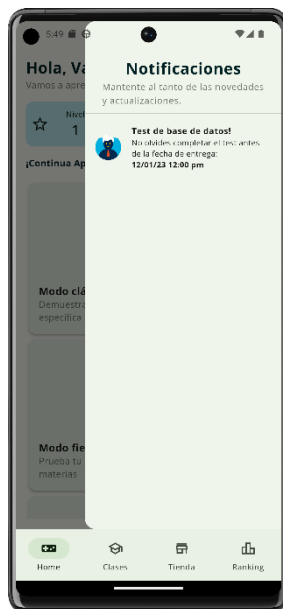 5:49
Notificaciones
Mantente al tanto de las novedades
y actualizaciones.
Test de base de datos!
No olvides completar el test antes
de la fecha de entrega:
12/01/23 12:00 pm
Hola, Va
Vamos a apre
Nivel
1
¡Continua Ap
Modo clá
Demuestra
especifica
Modo fie
Prueba tu
materias
Home
Clases
Tienda
Ranking